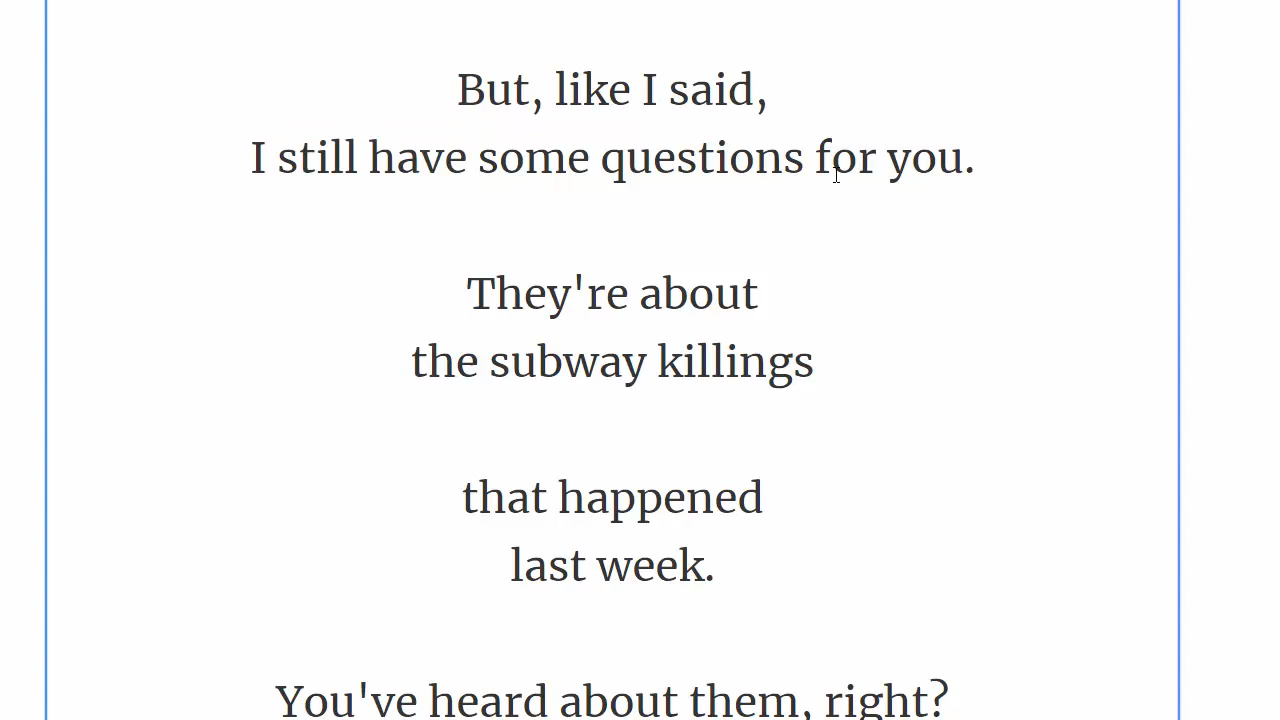 But, like I said,
I still have some questions for you.
They're about
the subway killings
that happened
last week.
You've heard about them, right?